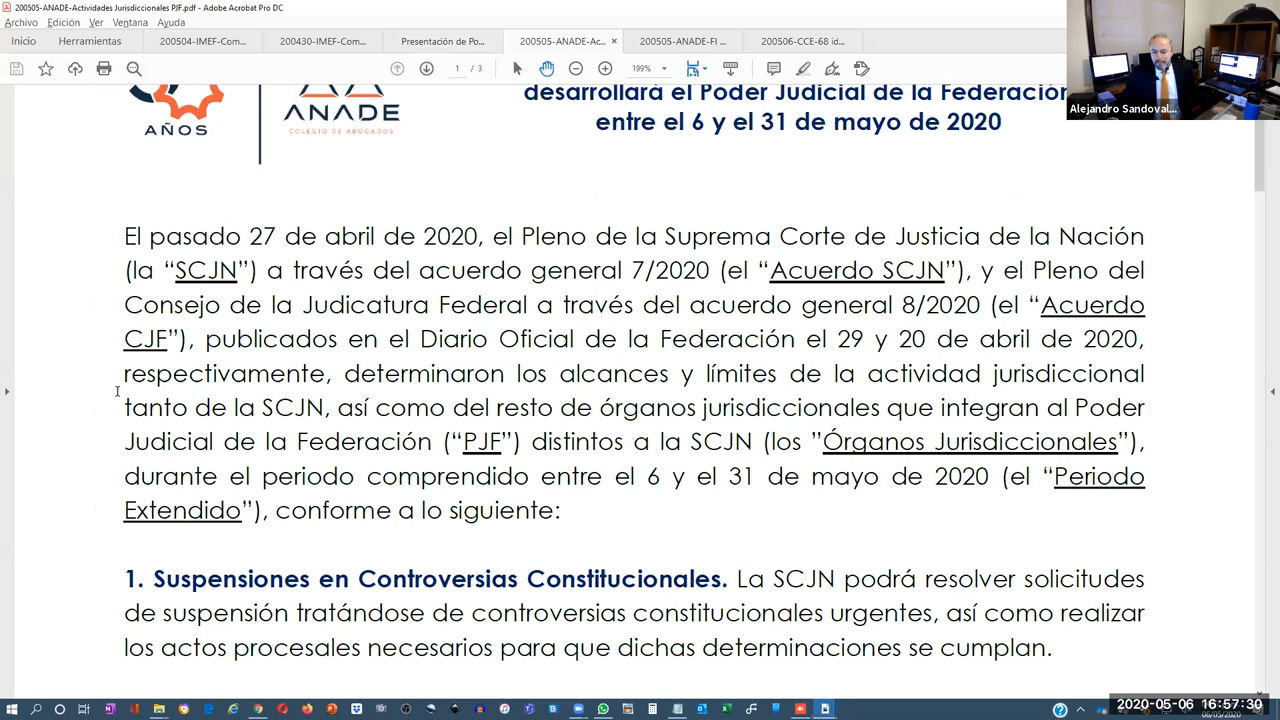 200505-ANADE-Actividades Jurisdiccionales PJF.pdf - Adobe Acrobat Pro DC
Archivo Edición Ver Ventana Ayuda
Inicio Herramientas 200504-IMEF-Com... 200430-IMEF-Com... Presentación de Po... 200505-ANADE-Ac... × 200505-ANADE-FI ... 200506-CCE-68 id...
/ 3 199%
Alejandro Sandoval...
AÑOS
ANADE
COLEGIO DE ABOGADOS
desarrollará el Poder Judicial de la Federación
entre el 6 y el 31 de mayo de 2020
El pasado 27 de abril de 2020, el Pleno de la Suprema Corte de Justicia de la Nación
(la “SCJN”) a través del acuerdo general 7/2020 (el “Acuerdo SCJN”), y el Pleno del
Consejo de la Judicatura Federal a través del acuerdo general 8/2020 (el “Acuerdo
CJF”), publicados en el Diario Oficial de la Federación el 29 y 20 de abril de 2020,
respectivamente, determinaron los alcances y límites de la actividad jurisdiccional
tanto de la SCJN, así como del resto de órganos jurisdiccionales que integran al Poder
Judicial de la Federación (“PJF”) distintos a la SCJN (los ”Órganos Jurisdiccionales”),
durante el periodo comprendido entre el 6 y el 31 de mayo de 2020 (el “Periodo
Extendido”), conforme a lo siguiente:
1. Suspensiones en Controversias Constitucionales. La SCJN podrá resolver solicitudes
de suspensión tratándose de controversias constitucionales urgentes, así como realizar
los actos procesales necesarios para que dichas determinaciones se cumplan.
2020-05-06 16:57:30
06/05/2020